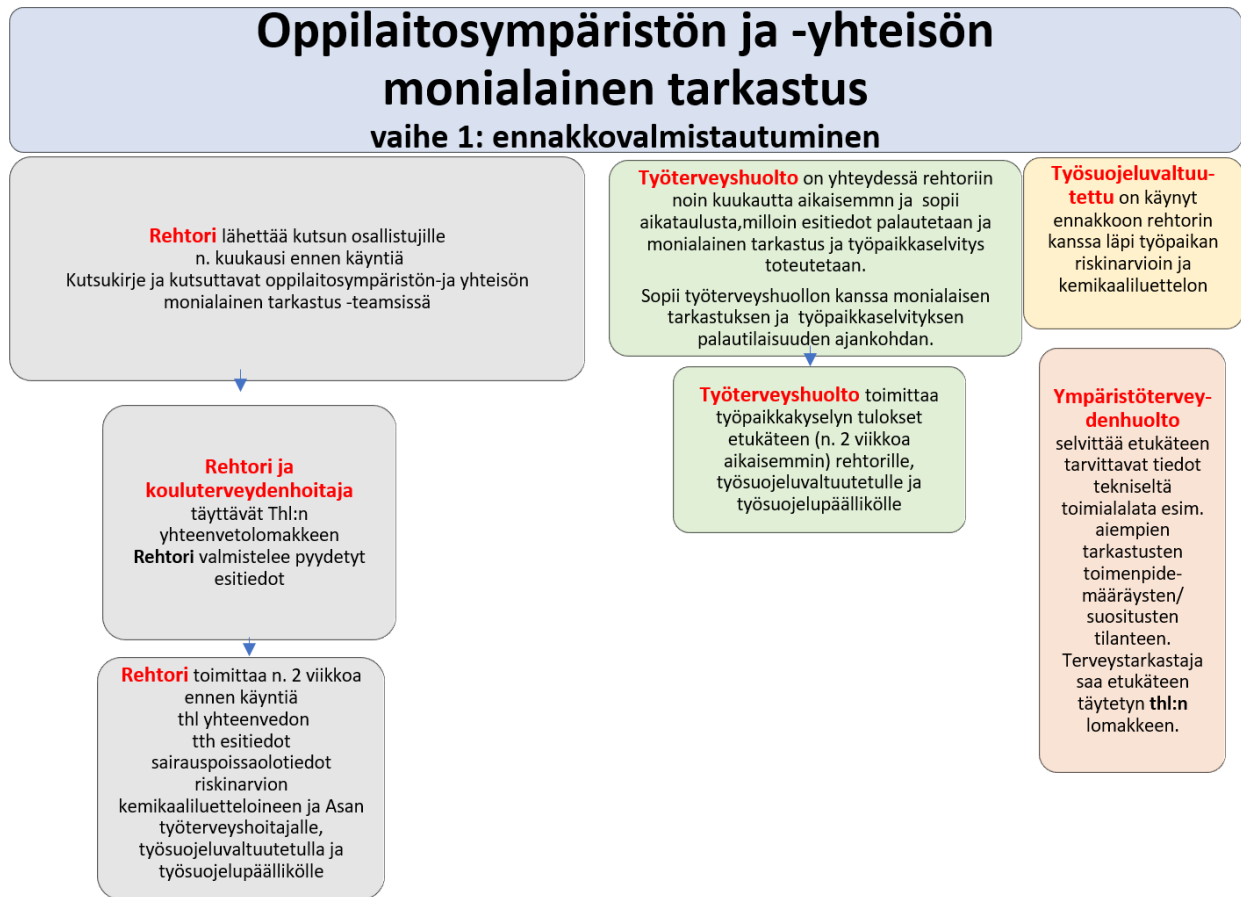 Oppilaitosympäristön ja -yhteisön
monialainen tarkastus
vaihe 1: ennakkovalmistautuminen
Rehtori lähettää kutsun osallistujille
n. kuukausi ennen käyntiä
Kutsukirje ja kutsuttavat oppilaitosympäristön-ja yhteisön
monialainen tarkastus -teamsissä
Rehtori ja
kouluterveydenhoitaja
täyttävät Thl:n
yhteenvetolomakkeen
Rehtori valmistelee pyydetyt
esitiedot
Rehtori toimittaa n. 2 viikkoa
ennen käyntiä
thl yhteenvedon
tth esitiedot
sairauspoissaolotiedot
riskinarvion
kemikaaliluetteloineen ja Asan
työterveyshoitajalle,
työsuojeluvaltuutetulla ja
työsuojelupäällikölle
Työterveyshuolto on yhteydessä rehtoriin
noin kuukautta aikaisemmn ja sopii
aikataulusta,milloin esitiedot palautetaan ja
monialainen tarkastus ja työpaikkaselvitys
toteutetaan.
Sopii työterveyshuollon kanssa monialaisen
tarkastuksen ja työpaikkaselvityksen
palautilaisuuden ajankohdan.
Työterveyshuolto toimittaa
työpaikkakyselyn tulokset
etukäteen (n. 2 viikkoa
aikaisemmin) rehtorille,
työsuojeluvaltuutetulle ja
työsuojelupäällikölle
Työsuojeluvaltuu-
tettu on käynyt
ennakkoon rehtorin
kanssa läpi työpaikan
riskinarvioin ja
kemikaaliluettelon
Ympäristötervey-
denhuolto
selvittää etukäteen
tarvittavat tiedot
tekniseltä
toimialalata esim.
aiempien
tarkastusten
toimenpide-
määräysten/
suositusten
tilanteen.
Terveystarkastaja
saa etukäteen
täytetyn thl:n
lomakkeen.